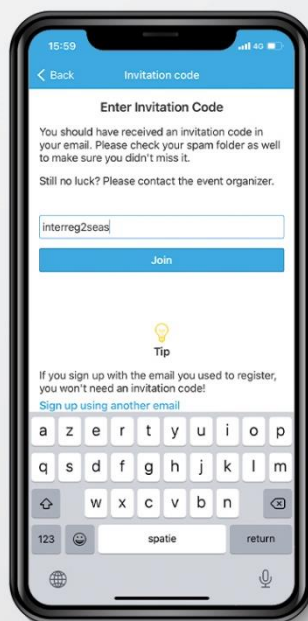 15:59
4G
Back
Invitation code
Enter Invitation Code
You should have received an invitation code in
your email. Please check your spam folder as well
to make sure you didn't miss it.
Still no luck? Please contact the event organizer.
interreg2seas
Join
Tip
If you sign up with the email you used to register,
you won't need an invitation code!
Sign up using another email
a z e r t y u i o p
q s d f g h j k l m
w x c v b n
123 spatie return